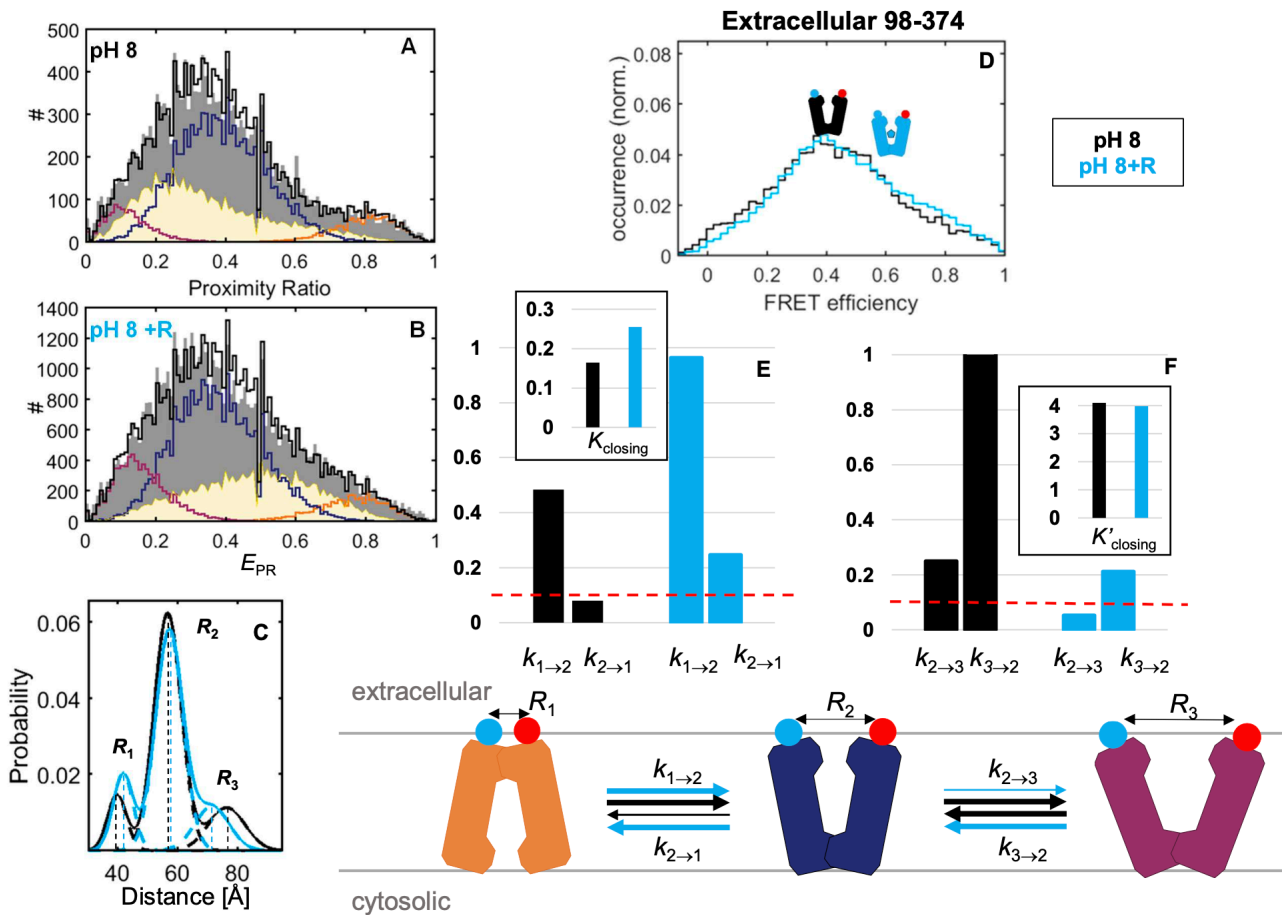 Extracellular 98-374
pH 8
A
#
500
400
300
200
100
0
0 0.2 0.4 0.6 0.8 1
Proximity Ratio
pH 8 +R
B
#
1400
1200
1000
800
600
400
200
0
0 0.2 0.4 0.6 0.8 1
E_PR
C
R2
R1
R3
Probability
0.06
0.04
0.02
0.00
40 60 80
Distance [Å]
D
occurrence (norm.)
0.08
0.06
0.04
0.02
0
0 0.2 0.4 0.6 0.8 1
FRET efficiency
pH 8
pH 8+R
E
0.3
0.2
0.1
0
K_closing
1
0.8
0.6
0.4
0.2
0
k1→2 k2→1 k1→2 k2→1
F
1
0.8
0.6
0.4
0.2
0
4
3
2
1
0
K'_closing
k2→3 k3→2 k2→3 k3→2
extracellular
R1 R2 R3
k1→2 k2→3
k2→1 k3→2
cytosolic